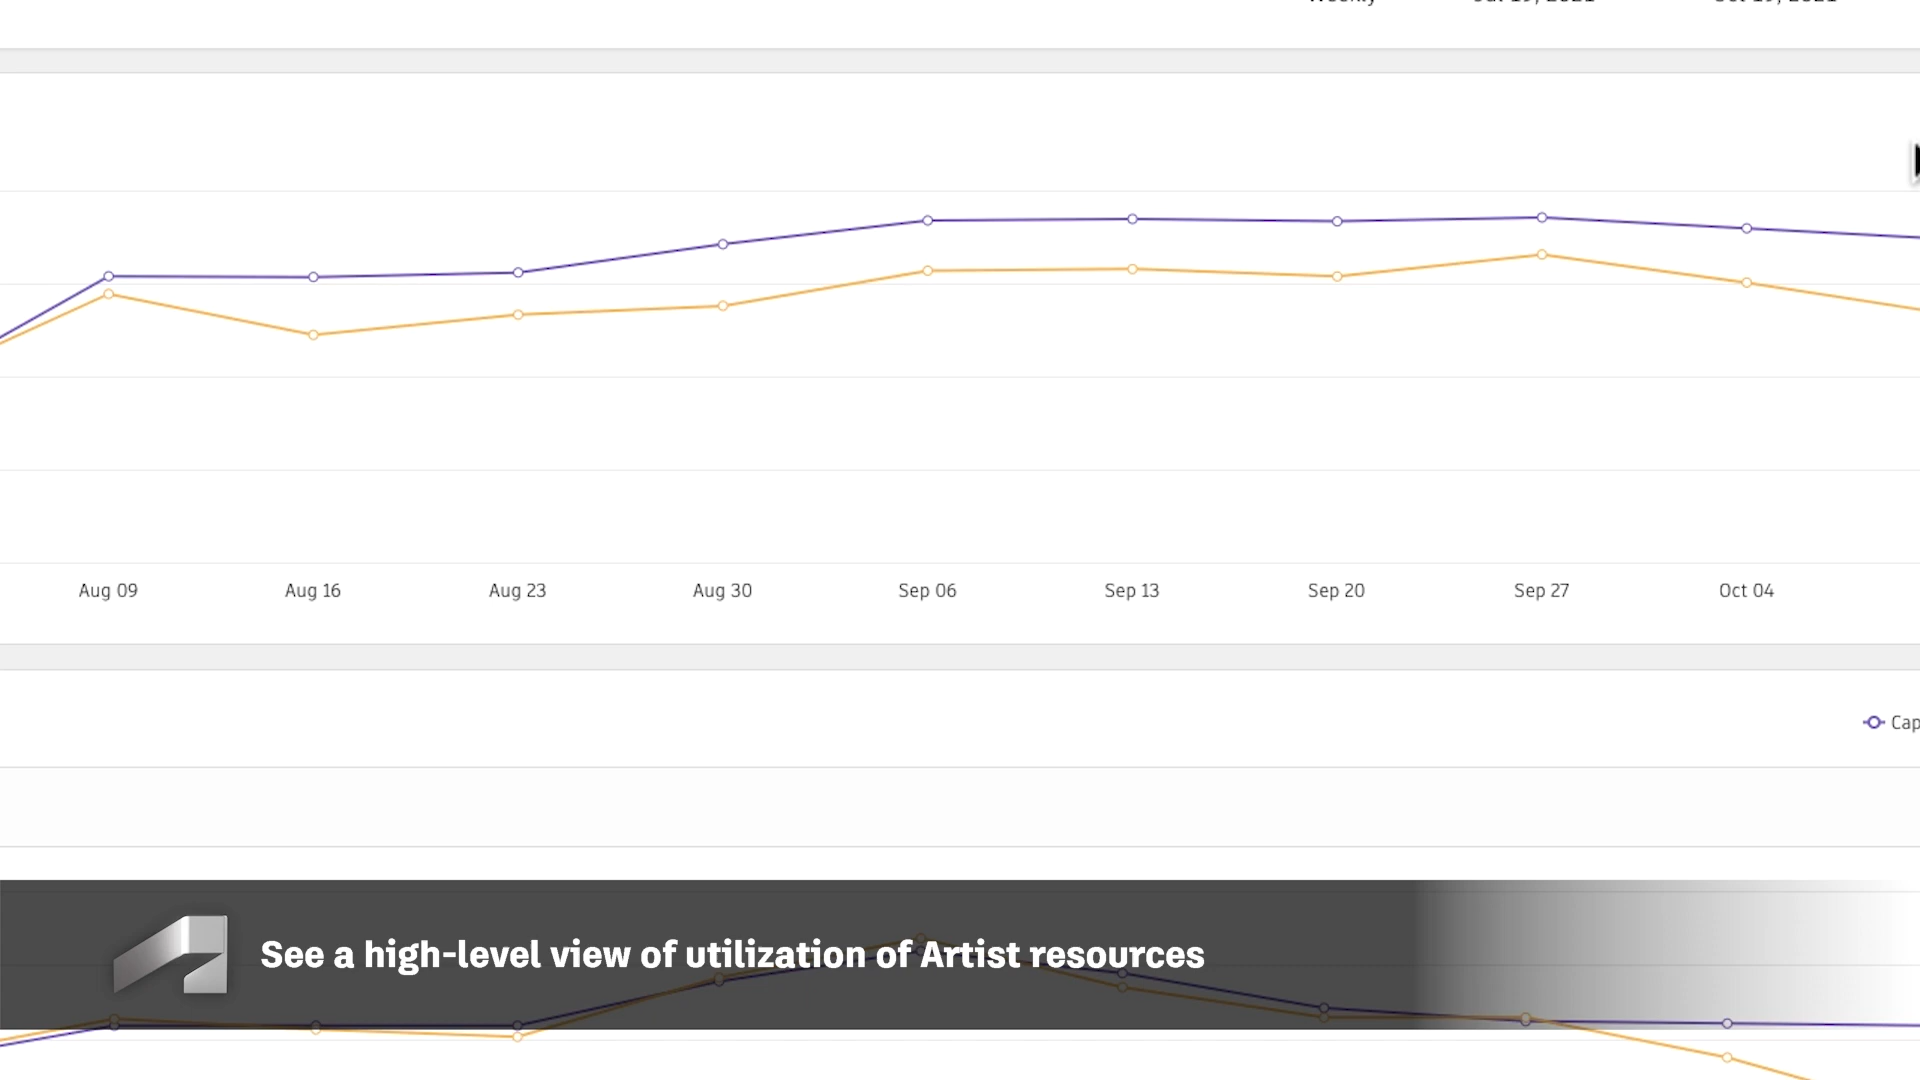 Aug 09 Aug 16 Aug 23 Aug 30 Sep 06 Sep 13 Sep 20 Sep 27 Oct 04
Cap
See a high-level view of utilization of Artist resources